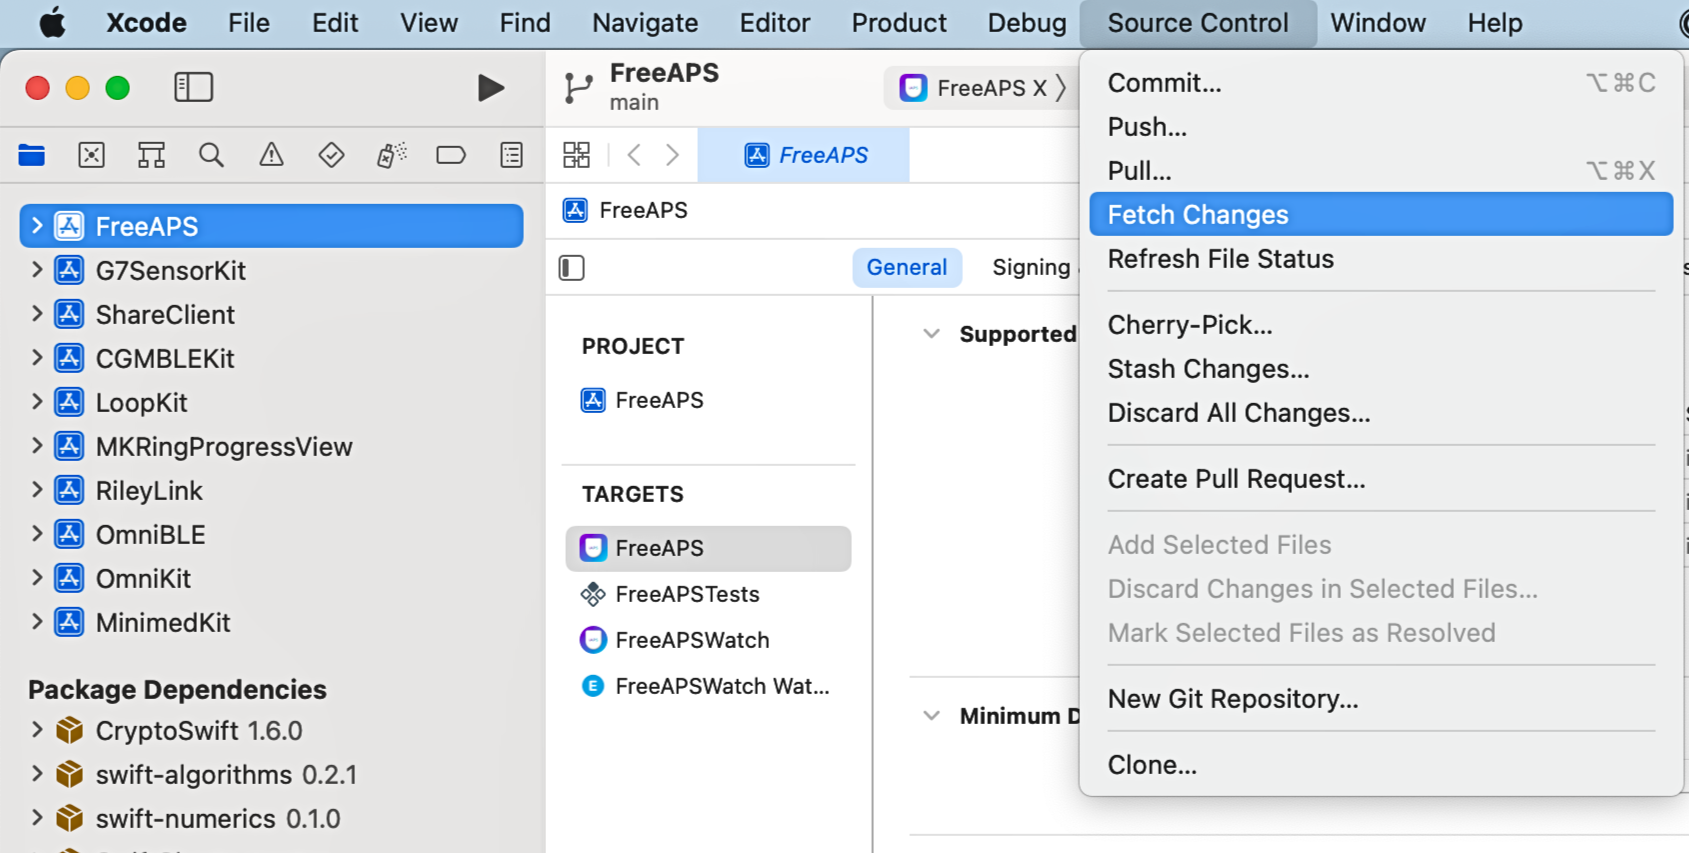 Xcode File Edit View Find Navigate Editor Product Debug Source Control Window Help
FreeAPS
main
FreeAPS X
FreeAPS
FreeAPS
General Signing
FreeAPS
G7SensorKit
ShareClient
CGMBLEKit
LoopKit
MKRingProgressView
RileyLink
OmniBLE
OmniKit
MinimedKit
Package Dependencies
CryptoSwift 1.6.0
swift-algorithms 0.2.1
swift-numerics 0.1.0
PROJECT
FreeAPS
TARGETS
FreeAPS
FreeAPSTests
FreeAPSWatch
E FreeAPSWatch Wat...
Supported
Minimum D
Commit... ⌥⌘C
Push...
Pull... ⌥⌘X
Fetch Changes
Refresh File Status
Cherry-Pick...
Stash Changes...
Discard All Changes...
Create Pull Request...
Add Selected Files
Discard Changes in Selected Files...
Mark Selected Files as Resolved
New Git Repository...
Clone...